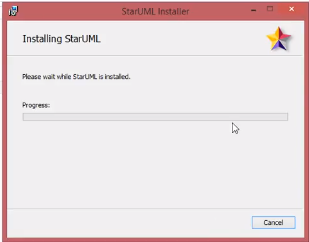 StarUML Installer
Installing StarUML
Please wait while StarUML is installed.
Progress:
Cancel